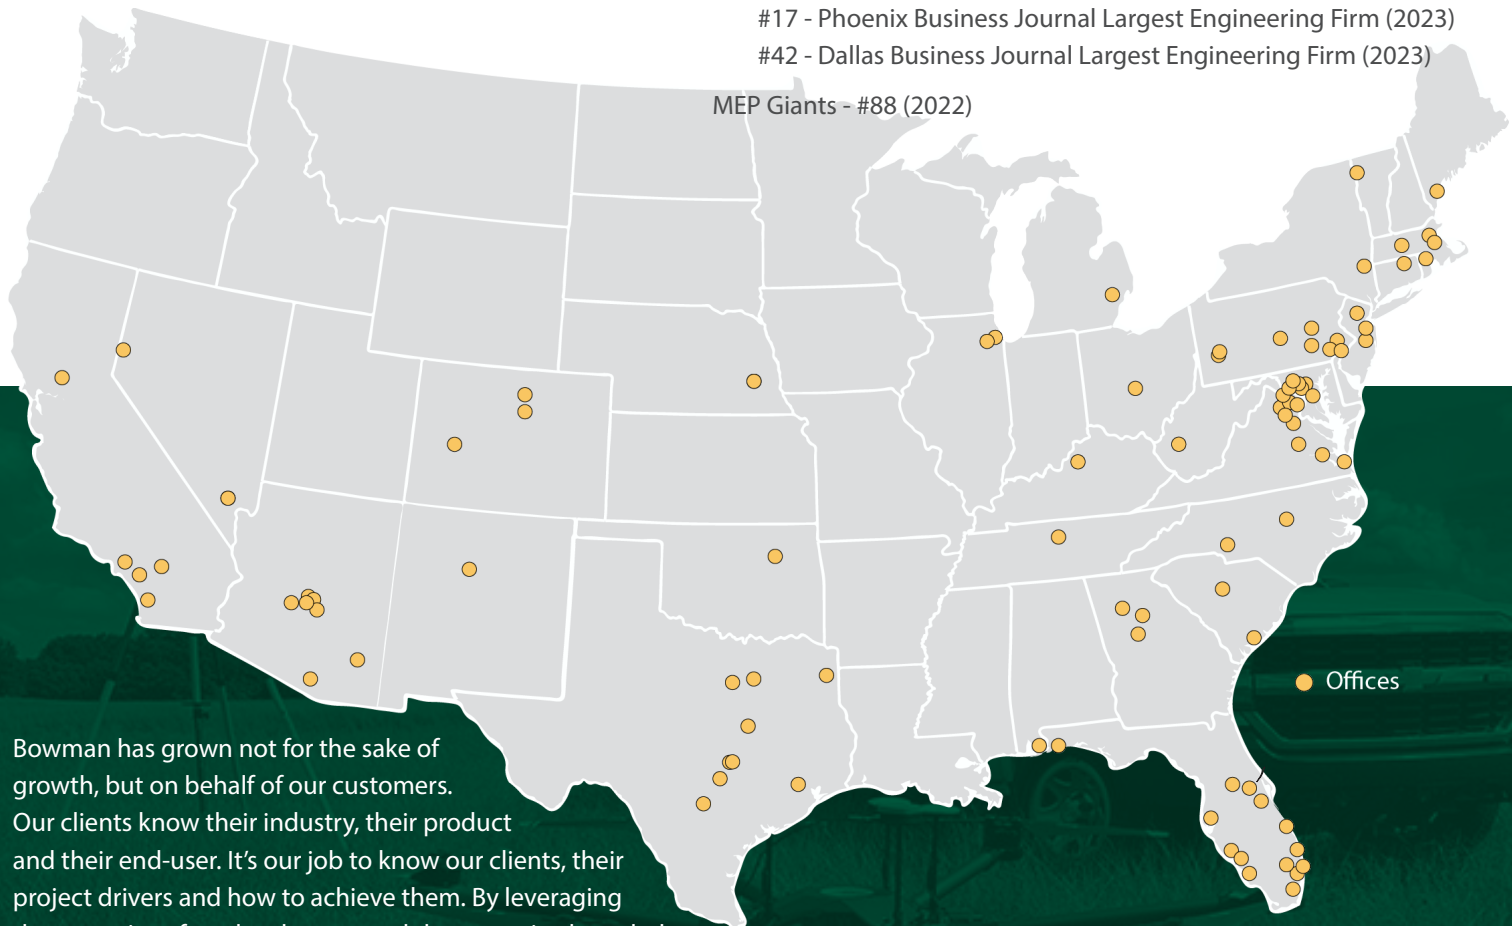 #17 - Phoenix Business Journal Largest Engineering Firm (2023)
#42 - Dallas Business Journal Largest Engineering Firm (2023)
MEP Giants - #88 (2022)
Offices
Bowman has grown not for the sake of
growth, but on behalf of our customers.
Our clients know their industry, their product
and their end-user. It’s our job to know our clients, their
project drivers and how to achieve them. By leveraging